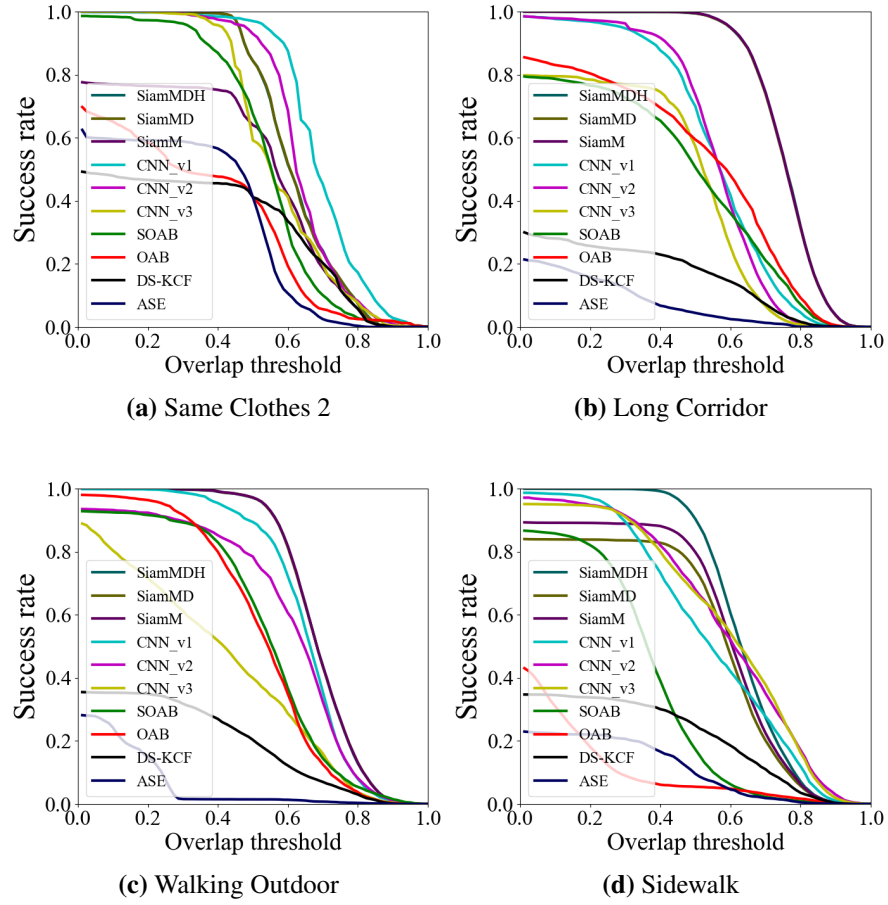 Success rate
1.0
0.8
0.6
0.4
0.2
0.0
SiamMDH
SiamMD
SiamM
CNN_v1
CNN_v2
CNN_v3
SOAB
OAB
DS-KCF
ASE
0.0 0.2 0.4 0.6 0.8 1.0
Overlap threshold
(a) Same Clothes 2
Success rate
1.0
0.8
0.6
0.4
0.2
0.0
SiamMDH
SiamMD
SiamM
CNN_v1
CNN_v2
CNN_v3
SOAB
OAB
DS-KCF
ASE
0.0 0.2 0.4 0.6 0.8 1.0
Overlap threshold
(b) Long Corridor
Success rate
1.0
0.8
0.6
0.4
0.2
0.0
SiamMDH
SiamMD
SiamM
CNN_v1
CNN_v2
CNN_v3
SOAB
OAB
DS-KCF
ASE
0.0 0.2 0.4 0.6 0.8 1.0
Overlap threshold
(c) Walking Outdoor
Success rate
1.0
0.8
0.6
0.4
0.2
0.0
SiamMDH
SiamMD
SiamM
CNN_v1
CNN_v2
CNN_v3
SOAB
OAB
DS-KCF
ASE
0.0 0.2 0.4 0.6 0.8 1.0
Overlap threshold
(d) Sidewalk